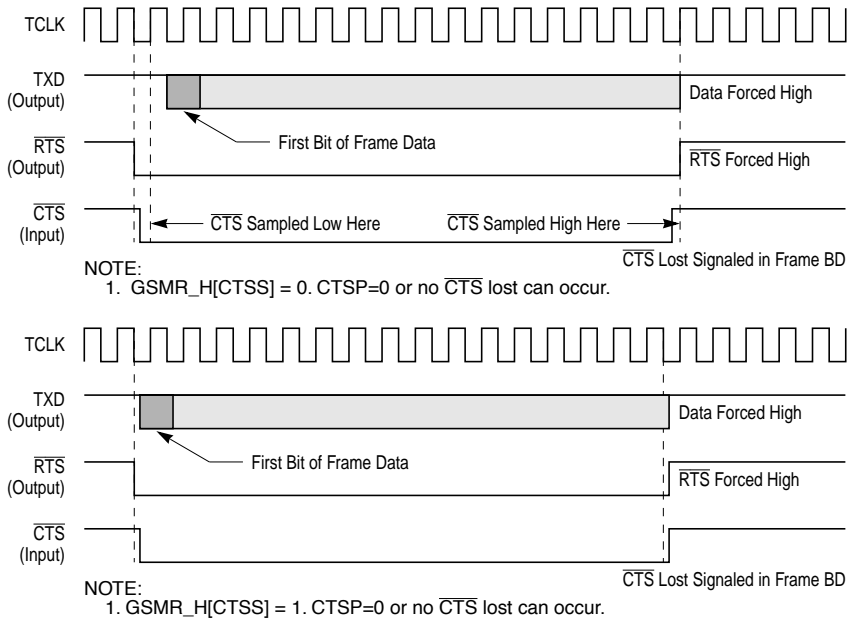 TCLK
TXD
(Output)
Data Forced High
First Bit of Frame Data
RTS
(Output)
RTS Forced High
CTS
(Input)
CTS Sampled Low Here
CTS Sampled High Here
CTS Lost Signaled in Frame BD
NOTE:
1. GSMR_H[CTSS] = 0. CTSP=0 or no CTS lost can occur.
TCLK
TXD
(Output)
Data Forced High
First Bit of Frame Data
RTS
(Output)
RTS Forced High
CTS
(Input)
CTS Lost Signaled in Frame BD
NOTE:
1. GSMR_H[CTSS] = 1. CTSP=0 or no CTS lost can occur.